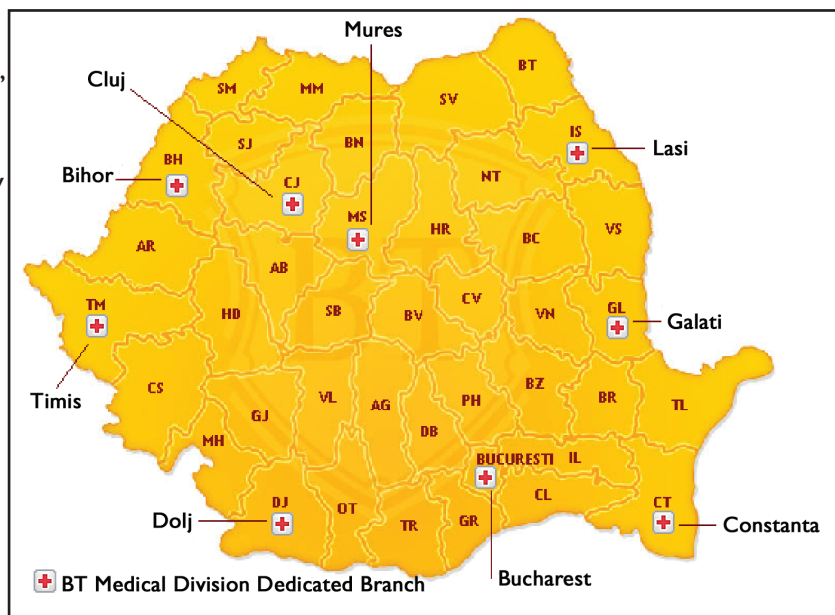 Mures
Cluj
BT
SM
MM
SV
IS
SJ
BN
Lasi
BH
NT
Bihor
CJ
MS
HR
VS
BC
AR
AB
CV
TM
HD
SB
BV
VN
GL
Galati
CS
VL
BZ
Timis
GJ
AG
PH
BR
TL
MH
DB
BUCURESTI
IL
DJ
OT
CL
CT
Dolj
TR
GR
Constanta
Bucharest
BT Medical Division Dedicated Branch
BT